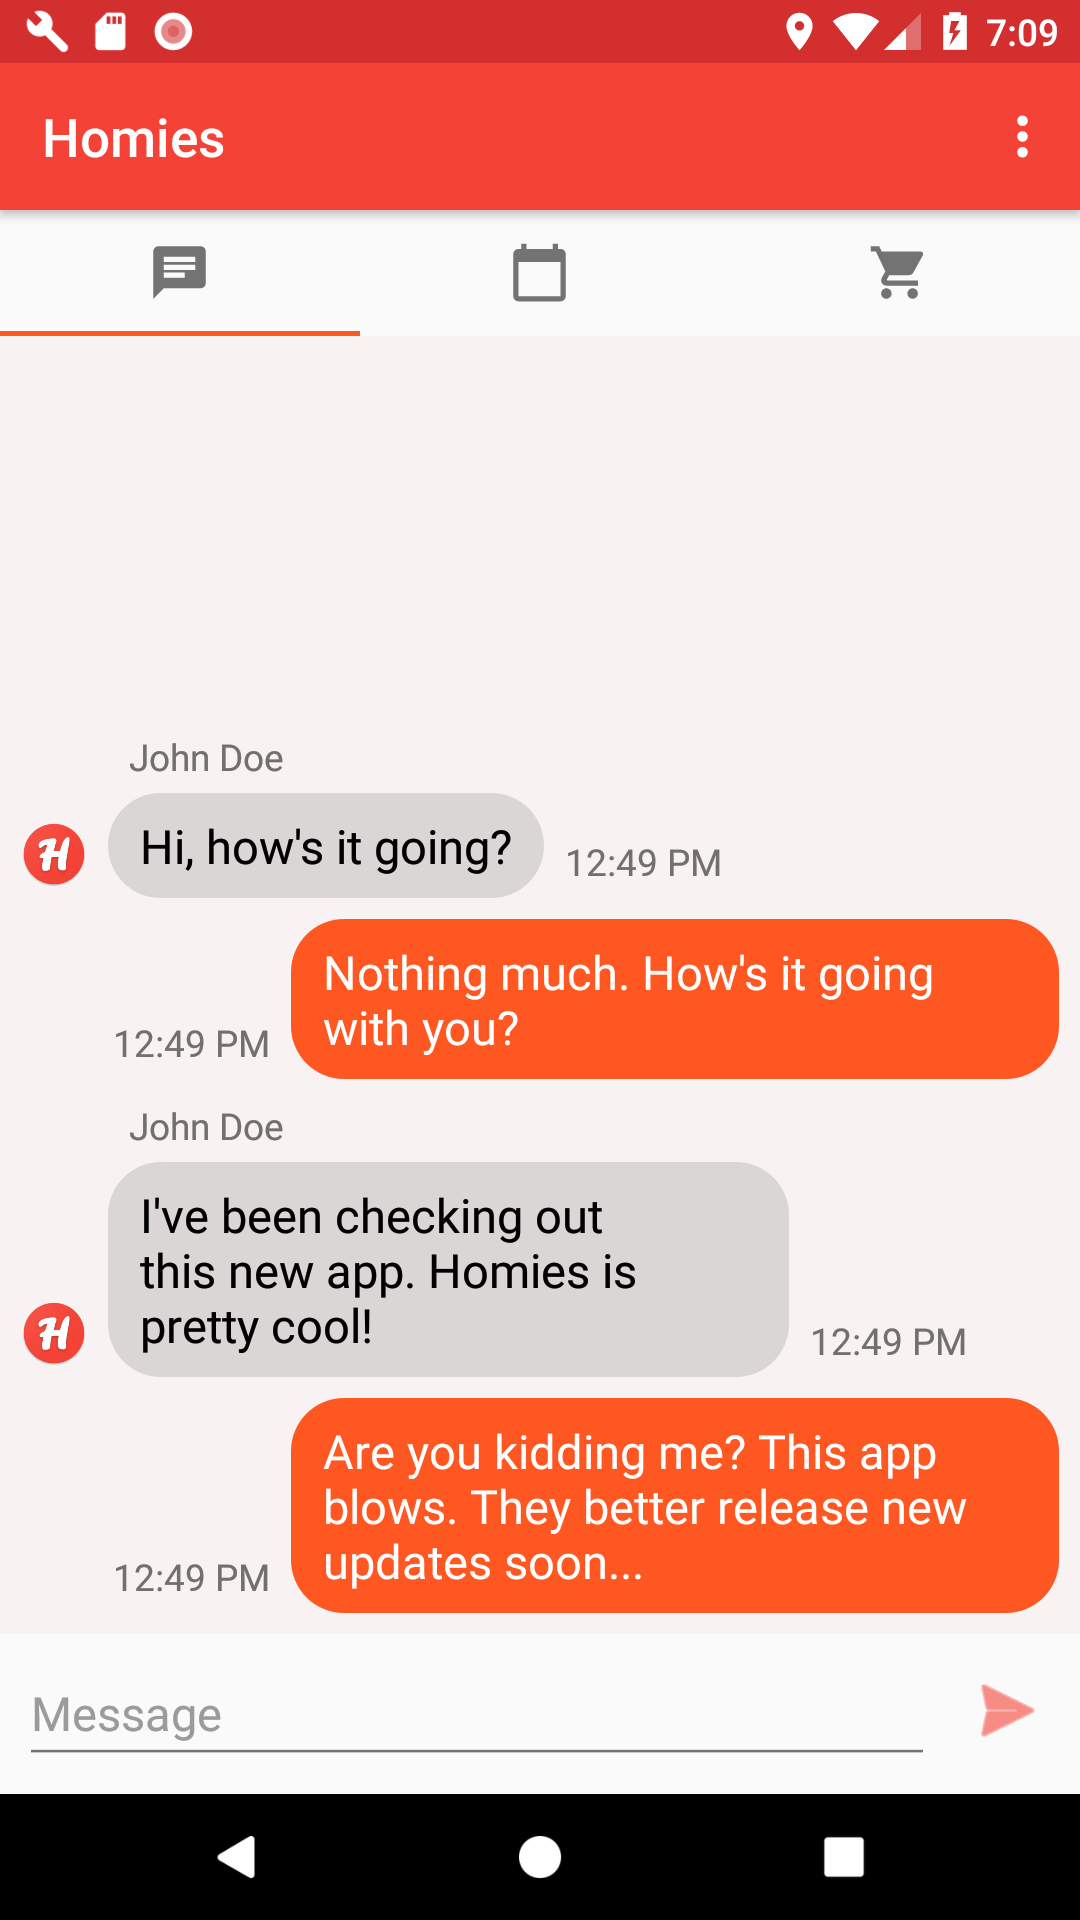 7:09
Homies
John Doe
H
Hi, how's it going?
12:49 PM
Nothing much. How's it going
with you?
12:49 PM
John Doe
I've been checking out
this new app. Homies is
pretty cool!
H
12:49 PM
Are you kidding me? This app
blows. They better release new
updates soon...
12:49 PM
Message